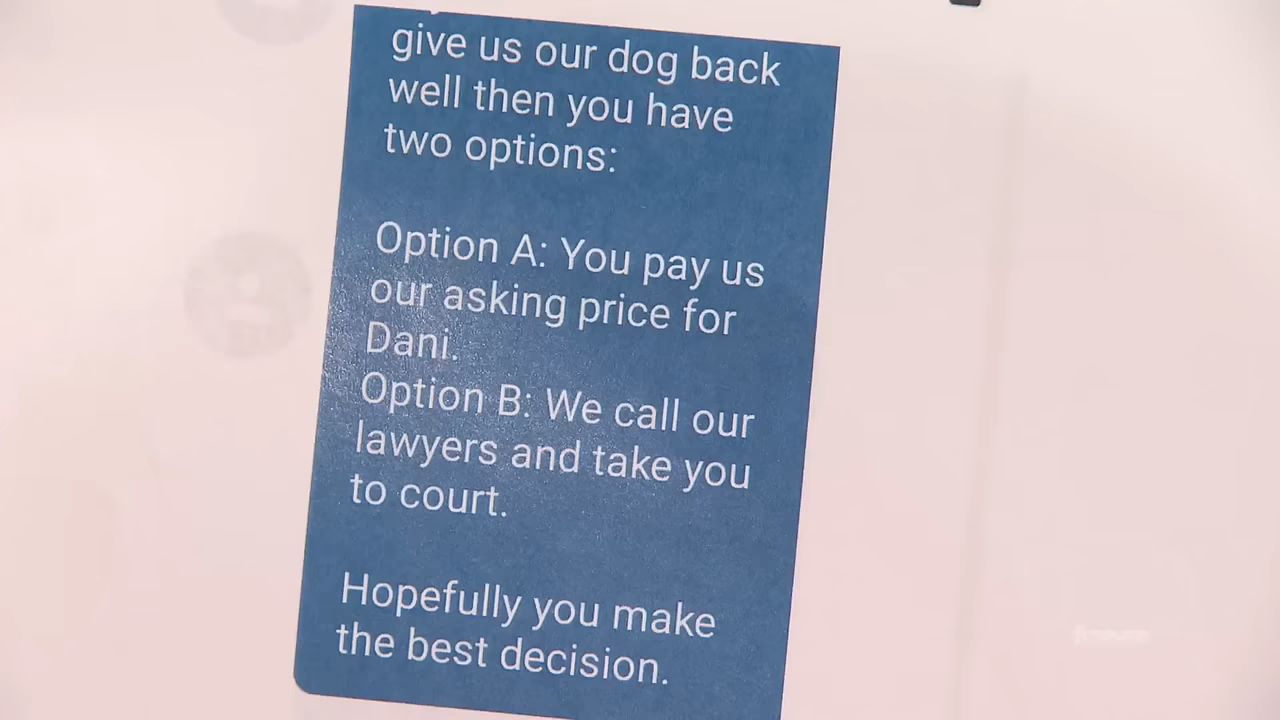 give us our dog back
well then you have
two options:
Option A: You pay us
our asking price for
Dani.
Option B: We call our
lawyers and take you
to court.
Hopefully you make
the best decision.